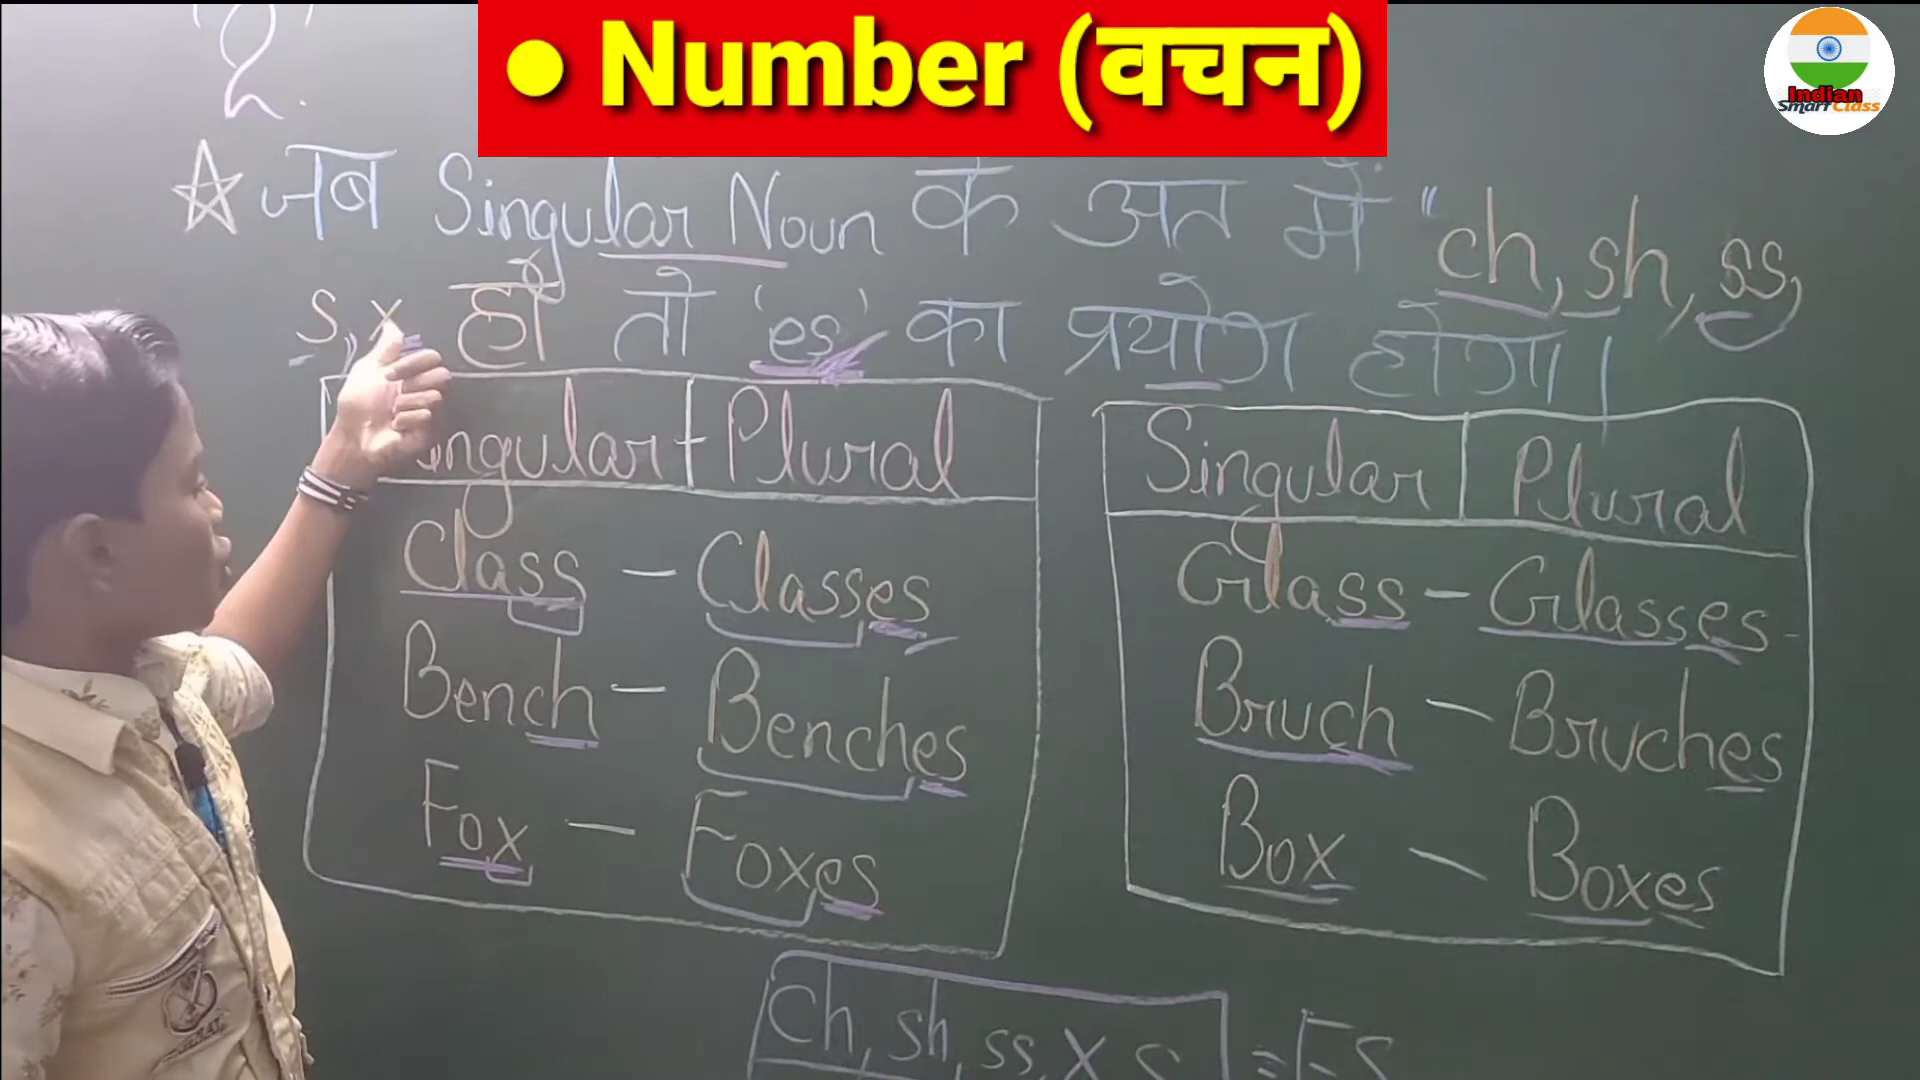 • Number (वचन)
Indian
Smart Class
2.
☆ जब Singular Noun के अंत में "ch, sh, ss,
s, x" हो तो 'es' का प्रयोग होगा।
Plural
Class – Classes
Bench – Benches
Fox – Foxes
Singular | Plural
Glass – Glasses
Bruch – Bruches
Box – Boxes
ch, sh, ss, x s = ES